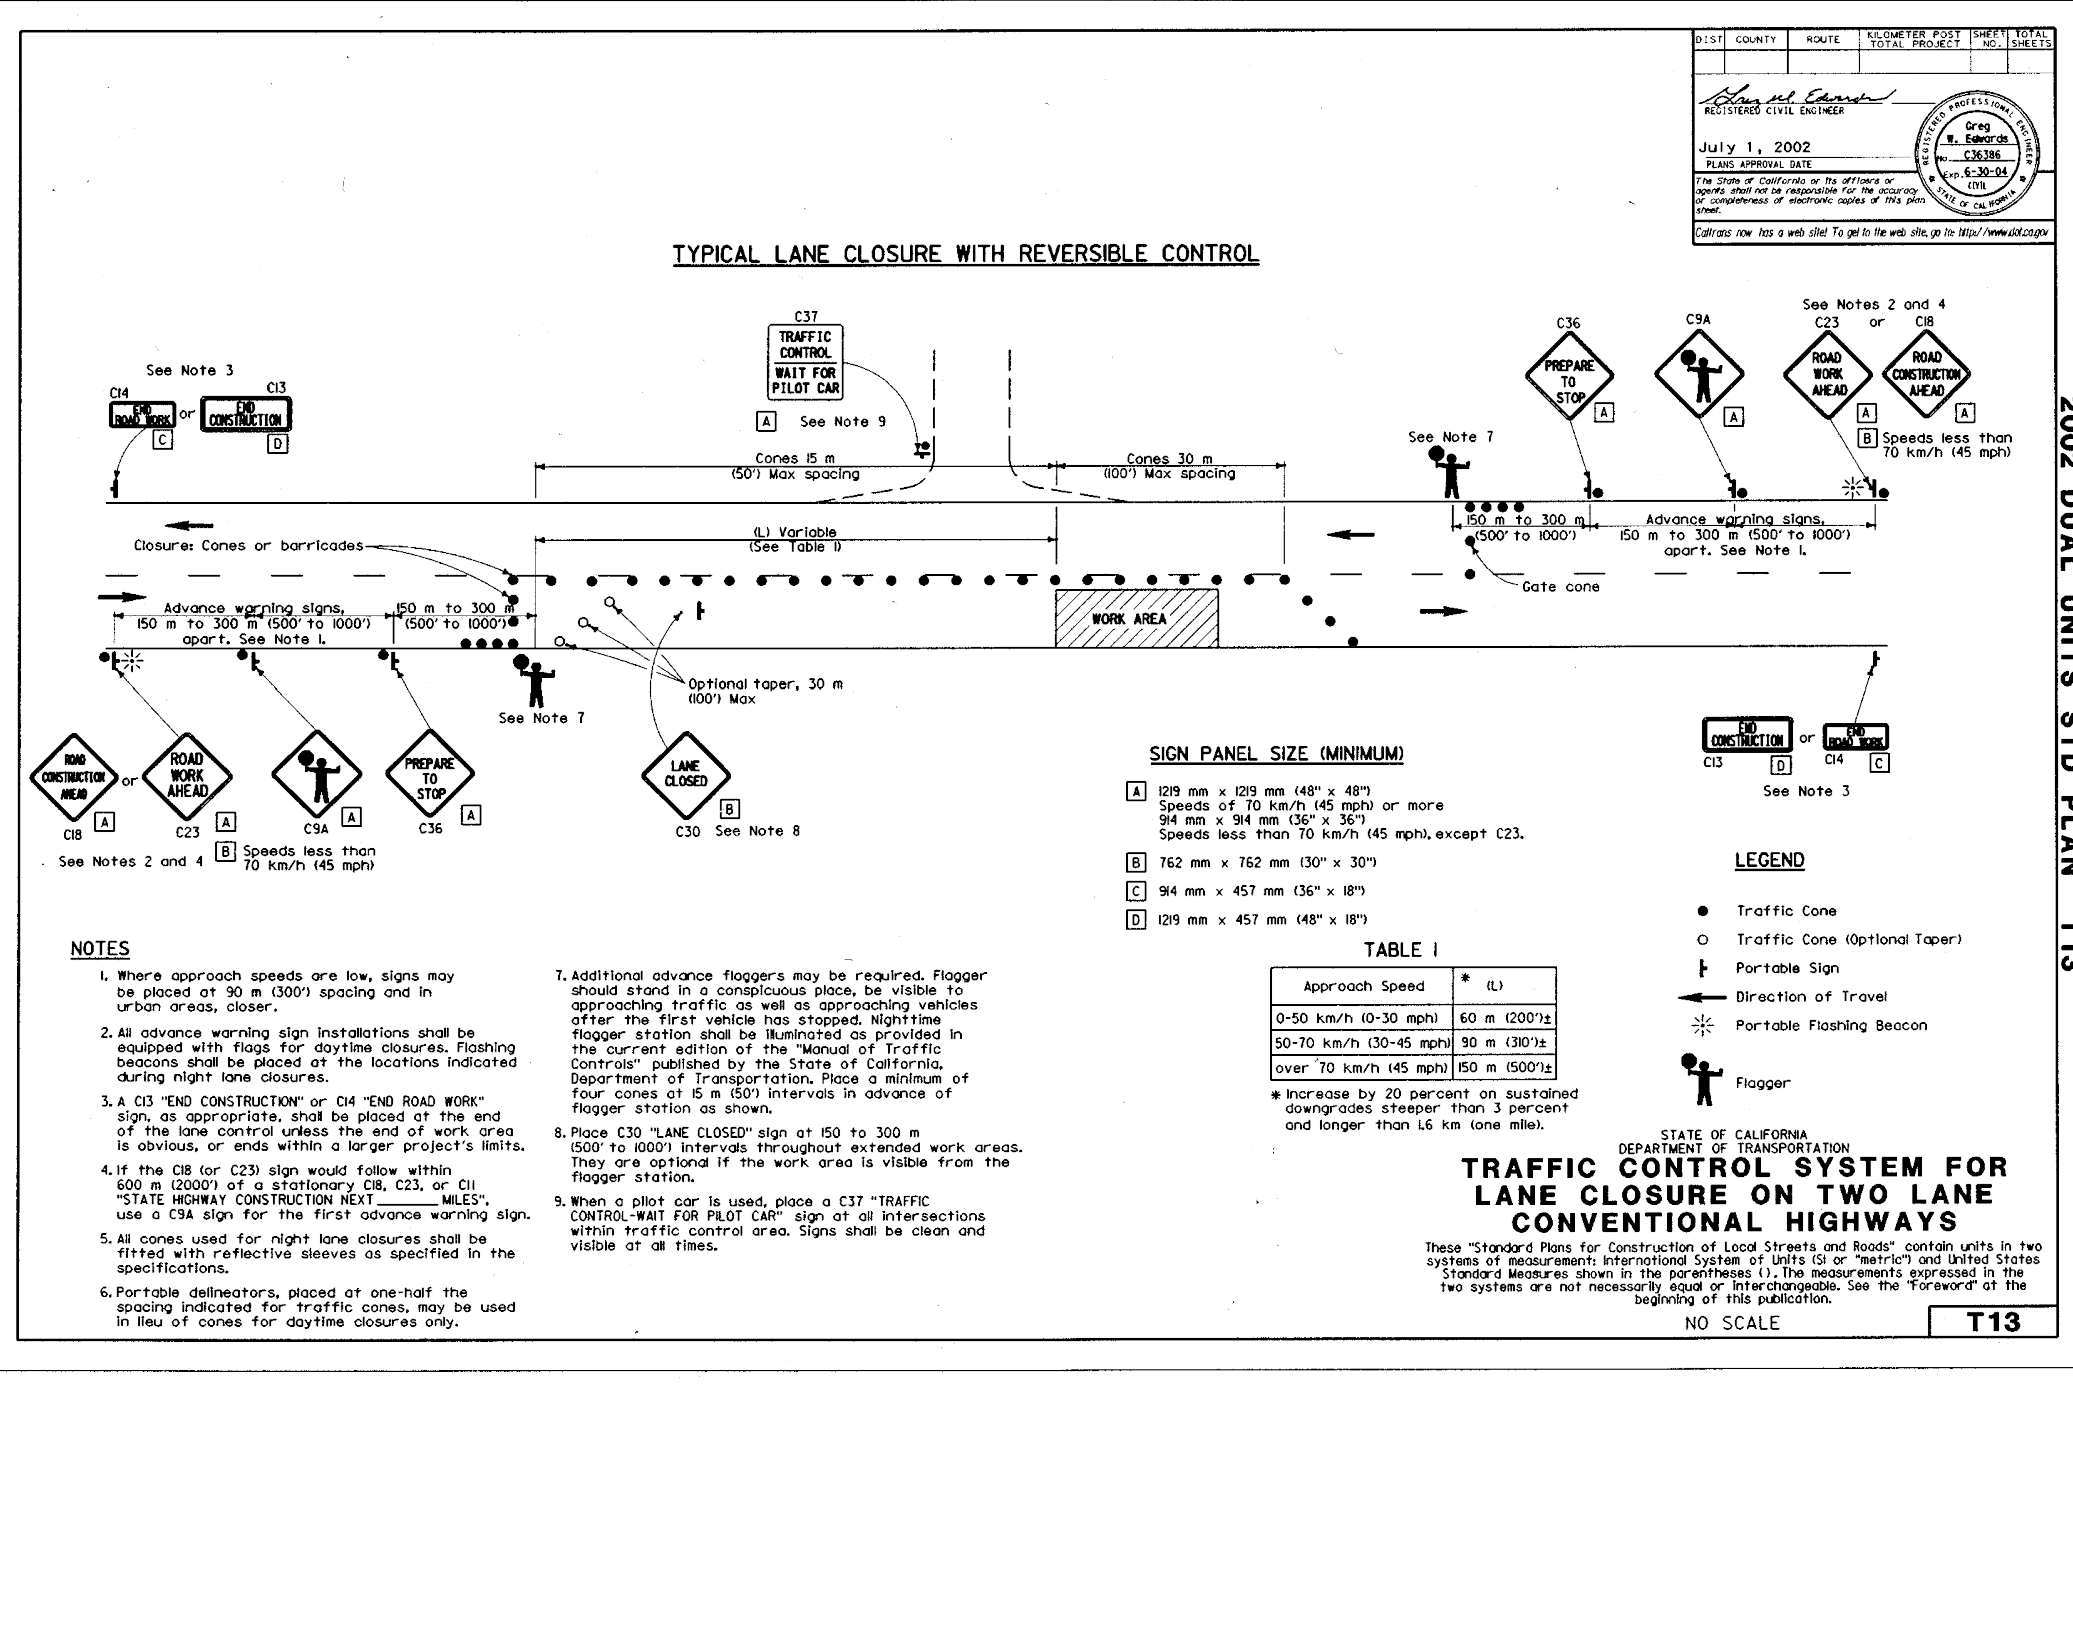 DIST COUNTY ROUTE KILOMETER POST TOTAL PROJECT SHEET NO. TOTAL SHEETS
REGISTERED CIVIL ENGINEER
July 1, 2002
PLANS APPROVAL DATE
REGISTERED PROFESSIONAL ENGINEER
Greg
W. Edwards
No. C36386
Exp. 6-30-04
CIVIL
STATE OF CALIFORNIA
The State of California or its officers or
agents shall not be responsible for the accuracy
or completeness of electronic copies of this plan
sheet.
Caltrans now has a web site! To get to the web site, go to: http://www.dot.ca.gov
2002 DUAL UNITS STD PLAN T13
TYPICAL LANE CLOSURE WITH REVERSIBLE CONTROL
See Note 3
C14
END
ROAD WORK
C
or
C13
END
CONSTRUCTION
D
C37
TRAFFIC
CONTROL
WAIT FOR
PILOT CAR
A See Note 9
Cones 15 m
(50') Max spacing
Cones 30 m
(100') Max spacing
See Note 7
C36
PREPARE
TO
STOP
A
C9A
A
See Notes 2 and 4
C23 or C18
ROAD
WORK
AHEAD
A
ROAD
CONSTRUCTION
AHEAD
A
B Speeds less than
70 km/h (45 mph)
150 m to 300 m
(500' to 1000')
Advance warning signs,
150 m to 300 m (500' to 1000')
apart. See Note 1.
Gate cone
Closure: Cones or barricades
(L) Variable
(See Table 1)
Advance warning signs,
150 m to 300 m (500' to 1000')
apart. See Note 1.
150 m to 300 m
(500' to 1000')
WORK AREA
Optional taper, 30 m
(100') Max
See Note 7
ROAD
CONSTRUCTION
AHEAD
C18
A
or
ROAD
WORK
AHEAD
C23
A
See Notes 2 and 4
B Speeds less than
70 km/h (45 mph)
C9A
A
PREPARE
TO
STOP
C36
A
LANE
CLOSED
B
C30 See Note 8
END
CONSTRUCTION
C13
D
or
END
ROAD WORK
C14
C
See Note 3
SIGN PANEL SIZE (MINIMUM)
A 1219 mm x 1219 mm (48" x 48")
Speeds of 70 km/h (45 mph) or more
914 mm x 914 mm (36" x 36")
Speeds less than 70 km/h (45 mph), except C23.
B 762 mm x 762 mm (30" x 30")
C 914 mm x 457 mm (36" x 18")
D 1219 mm x 457 mm (48" x 18")
LEGEND
Traffic Cone
Traffic Cone (Optional Taper)
Portable Sign
Direction of Travel
Portable Flashing Beacon
Flagger
TABLE 1
Approach Speed * (L)
0-50 km/h (0-30 mph) 60 m (200')±
50-70 km/h (30-45 mph) 90 m (310')±
over 70 km/h (45 mph) 150 m (500')±
* Increase by 20 percent on sustained
downgrades steeper than 3 percent
and longer than 1.6 km (one mile).
NOTES
1. Where approach speeds are low, signs may
be placed at 90 m (300') spacing and in
urban areas, closer.
2. All advance warning sign installations shall be
equipped with flags for daytime closures. Flashing
beacons shall be placed at the locations indicated
during night lane closures.
3. A C13 "END CONSTRUCTION" or C14 "END ROAD WORK"
sign, as appropriate, shall be placed at the end
of the lane control unless the end of work area
is obvious, or ends within a larger project's limits.
4. If the C18 (or C23) sign would follow within
600 m (2000') of a stationary C18, C23, or C11
"STATE HIGHWAY CONSTRUCTION NEXT ______ MILES",
use a C9A sign for the first advance warning sign.
5. All cones used for night lane closures shall be
fitted with reflective sleeves as specified in the
specifications.
6. Portable delineators, placed at one-half the
spacing indicated for traffic cones, may be used
in lieu of cones for daytime closures only.
7. Additional advance flaggers may be required. Flagger
should stand in a conspicuous place, be visible to
approaching traffic as well as approaching vehicles
after the first vehicle has stopped. Nighttime
flagger station shall be illuminated as provided in
the current edition of the "Manual of Traffic
Controls" published by the State of California,
Department of Transportation. Place a minimum of
four cones at 15 m (50') intervals in advance of
flagger station as shown.
8. Place C30 "LANE CLOSED" sign at 150 to 300 m
(500' to 1000') intervals throughout extended work areas.
They are optional if the work area is visible from the
flagger station.
9. When a pilot car is used, place a C37 "TRAFFIC
CONTROL-WAIT FOR PILOT CAR" sign at all intersections
within traffic control area. Signs shall be clean and
visible at all times.
STATE OF CALIFORNIA
DEPARTMENT OF TRANSPORTATION
TRAFFIC CONTROL SYSTEM FOR
LANE CLOSURE ON TWO LANE
CONVENTIONAL HIGHWAYS
These "Standard Plans for Construction of Local Streets and Roads" contain units in two
systems of measurement: International System of Units (SI or "metric") and United States
Standard Measures shown in the parentheses ( ). The measurements expressed in the
two systems are not necessarily equal or interchangeable. See the "Foreword" at the
beginning of this publication.
NO SCALE
T13